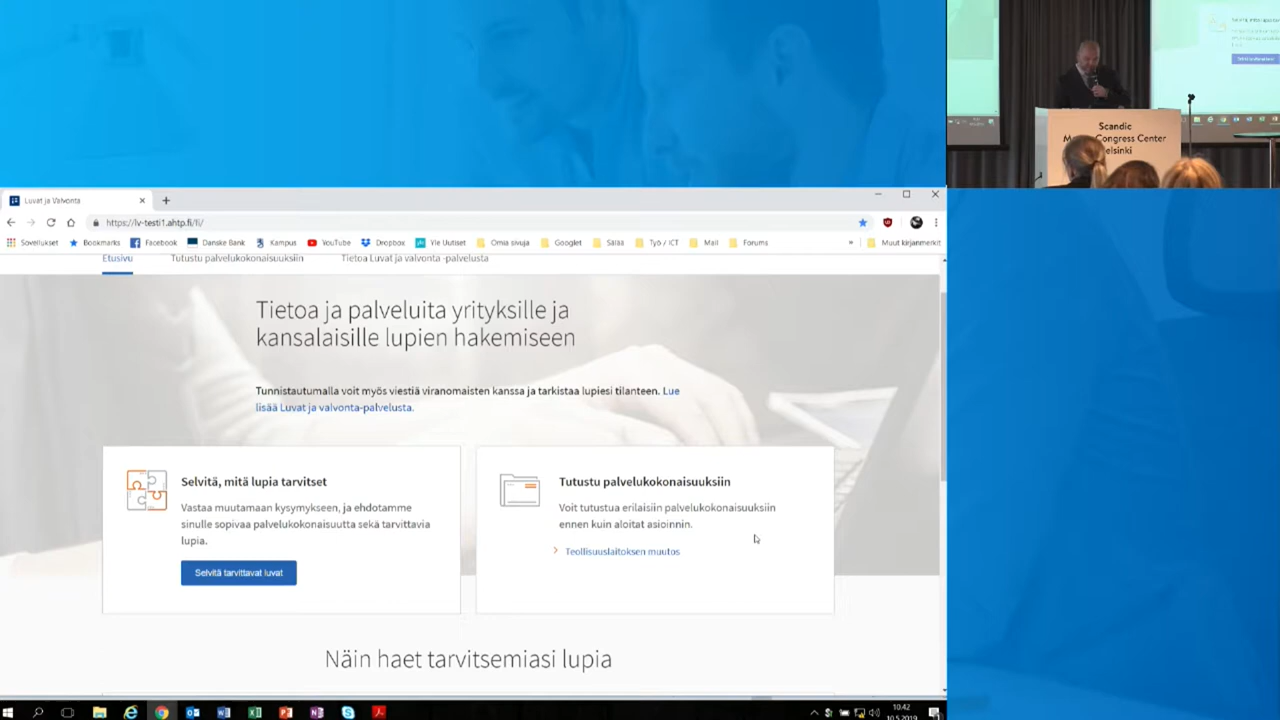 Scandic
Congress Center
Helsinki
Luvat ja Valvonta
https://lv-testi1.ahtp.fi/fi/
Sovellukset Bookmarks Facebook Danske Bank Kampus YouTube Dropbox Yle Uutiset Omia sivuja Googlet Sälää Työ / ICT Mail Forums » Muut kirjanmerkit
Etusivu Tutustu palvelukokonaisuuksiin Tietoa Luvat ja valvonta -palvelusta
Tietoa ja palveluita yrityksille ja
kansalaisille lupien hakemiseen
Tunnistautumalla voit myös viestiä viranomaisten kanssa ja tarkistaa lupiesi tilanteen. Lue
lisää Luvat ja valvonta-palvelusta.
Selvitä, mitä lupia tarvitset
Vastaa muutamaan kysymykseen, ja ehdotamme
sinulle sopivaa palvelukokonaisuutta sekä tarvittavia
lupia.
Selvitä tarvittavat luvat
Tutustu palvelukokonaisuuksiin
Voit tutustua erilaisiin palvelukokonaisuuksiin
ennen kuin aloitat asioinnin.
Teollisuuslaitoksen muutos
Näin haet tarvitsemiasi lupia
10.42
10.5.2019